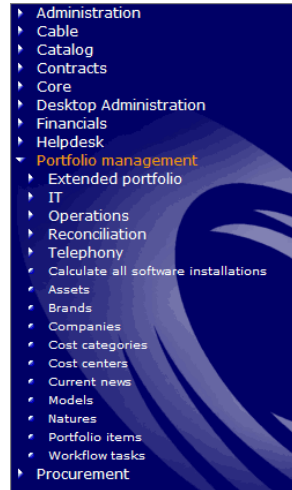 Administration
Cable
Catalog
Contracts
Core
Desktop Administration
Financials
Helpdesk
Portfolio management
Extended portfolio
IT
Operations
Reconciliation
Telephony
Calculate all software installations
Assets
Brands
Companies
Cost categories
Cost centers
Current news
Models
Natures
Portfolio items
Workflow tasks
Procurement